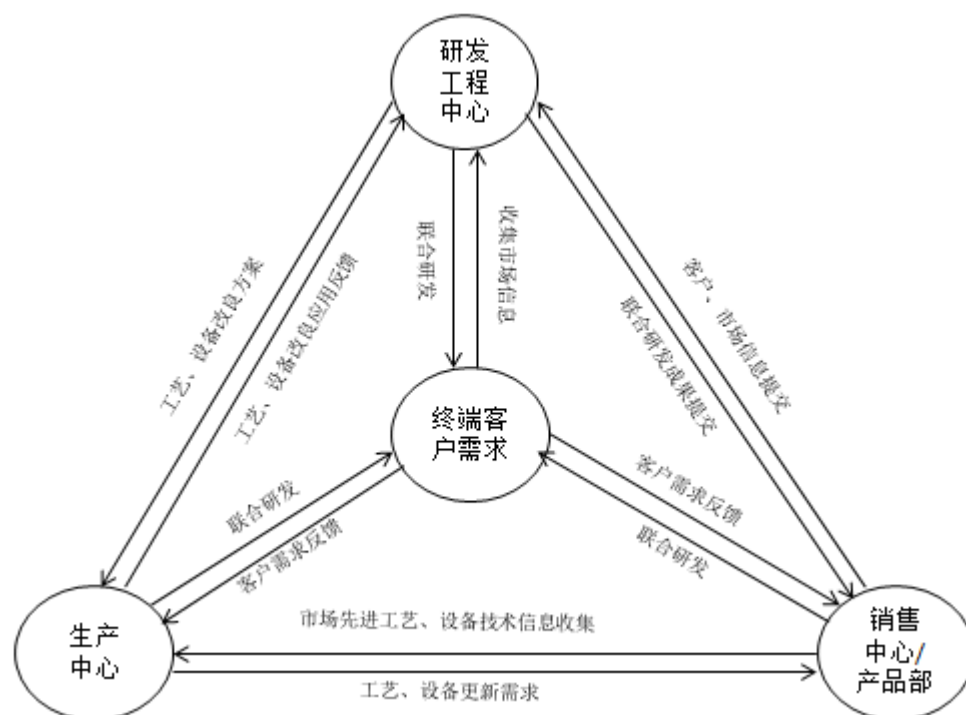 研发
工程
中心
联合研发
收集市场信息
工艺、设备改良方案
工艺、设备改良应用反馈
客户、市场信息提交
联合研发成果提交
终端客
户需求
联合研发
客户需求反馈
客户需求反馈
联合研发
生产
中心
市场先进工艺、设备技术信息收集
工艺、设备更新需求
销售
中心/
产品部